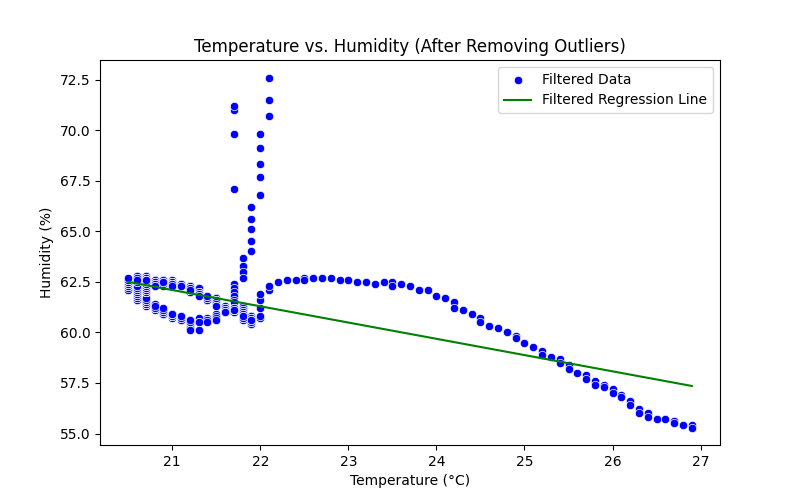 Temperature vs. Humidity (After Removing Outliers)
Filtered Data
Filtered Regression Line
72.5
70.0
67.5
65.0
62.5
60.0
57.5
55.0
Humidity (%)
21 22 23 24 25 26 27
Temperature (°C)